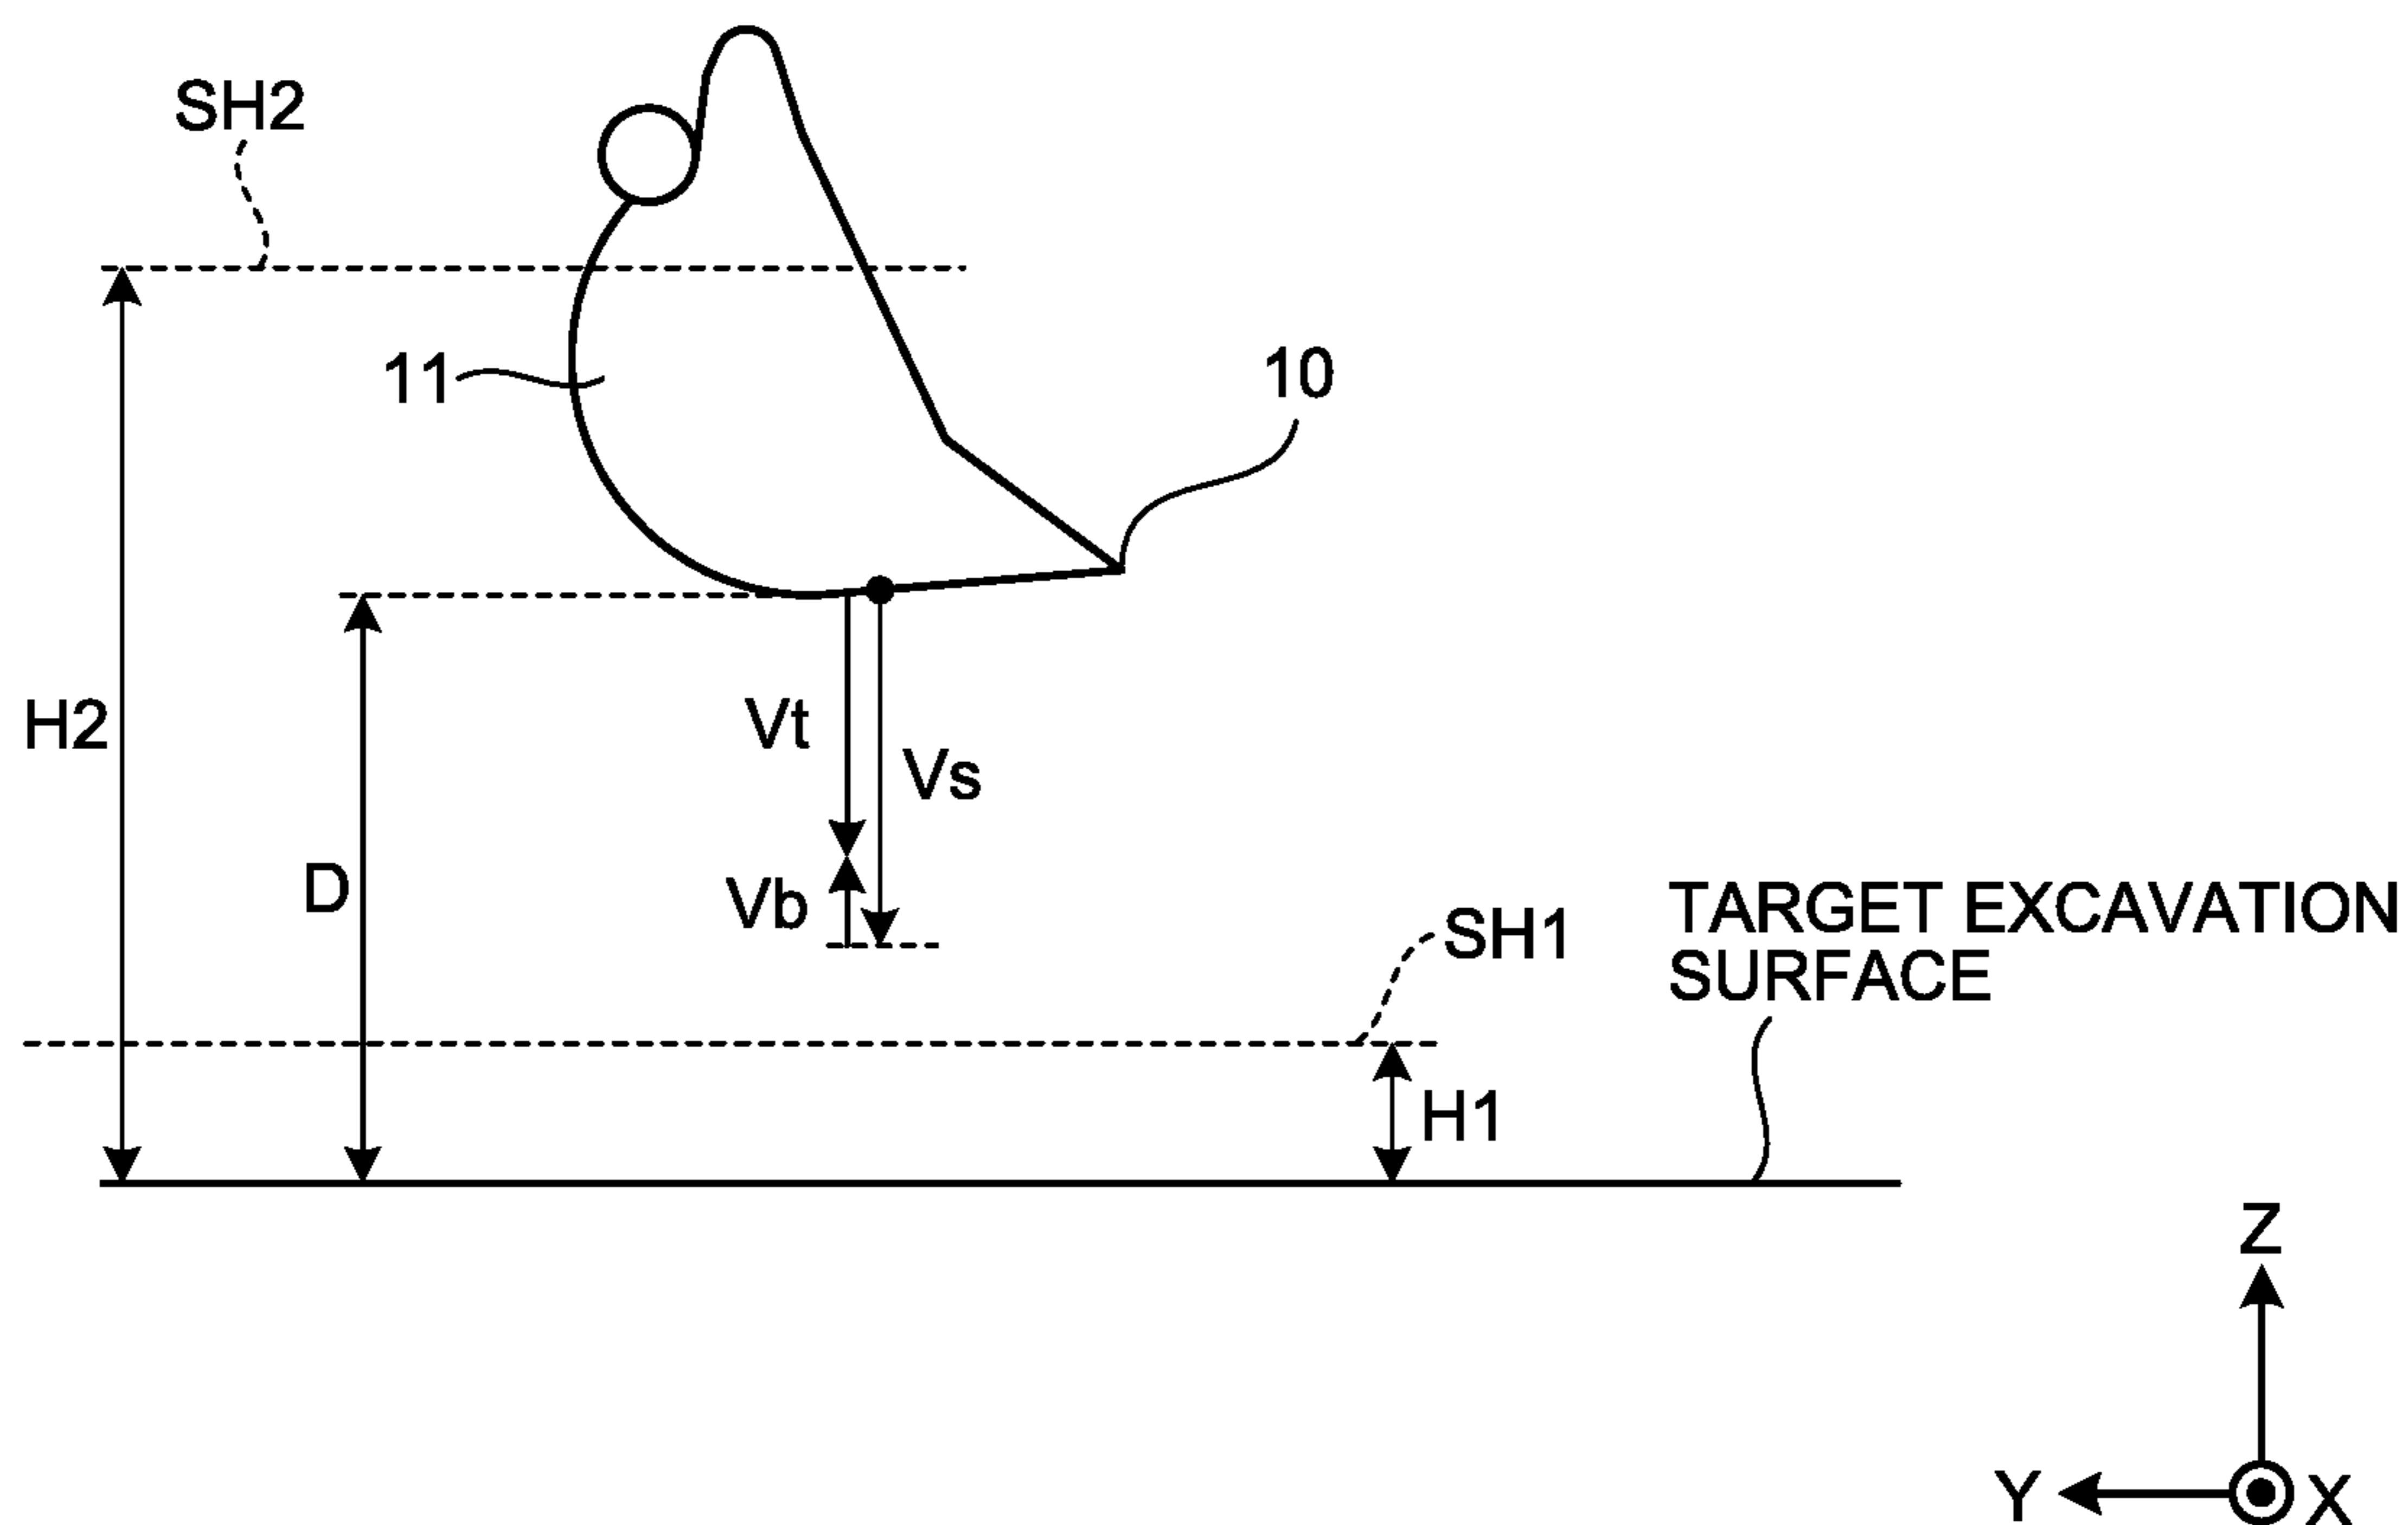 SH2
11
10
H2
Vt
Vs
D
Vb
TARGET EXCAVATION
SURFACE
SH1
H1
Z
Y
X